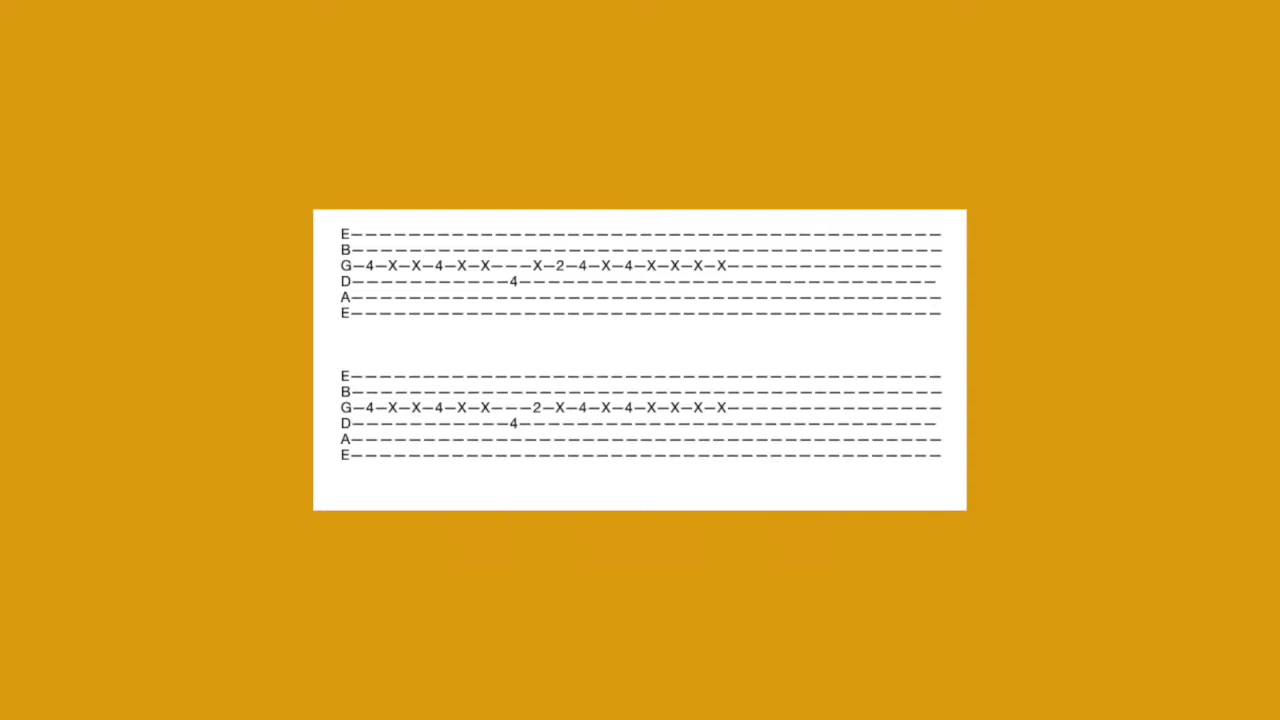 E—————————————————————————————————————————
B—————————————————————————————————————————
G—4—X—X—4—X—X———X—2—4—X—4—X—X—X—X———————————————
D———————————4—————————————————————————————
A—————————————————————————————————————————
E—————————————————————————————————————————
E—————————————————————————————————————————
B—————————————————————————————————————————
G—4—X—X—4—X—X———2—X—4—X—4—X—X—X—X———————————————
D———————————4—————————————————————————————
A—————————————————————————————————————————
E—————————————————————————————————————————